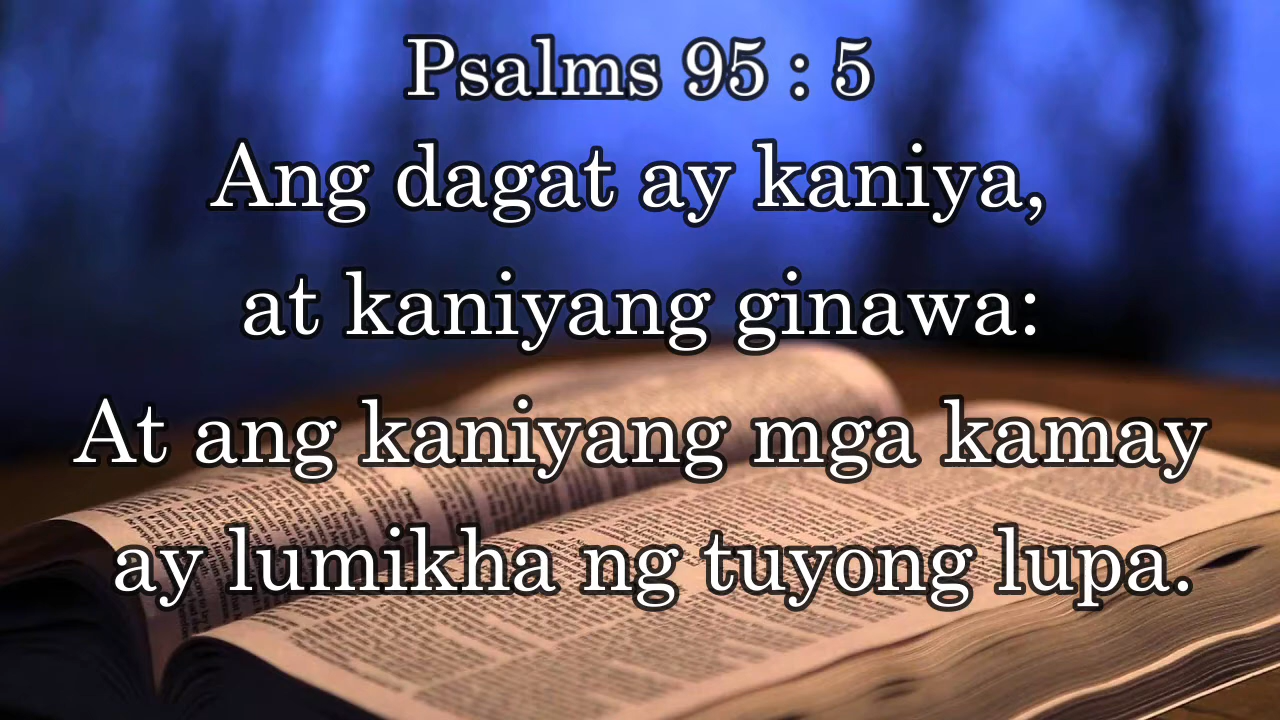 Psalms 95 : 5
Ang dagat ay kaniya,
at kaniyang ginawa:
At ang kaniyang mga kamay
ay lumikha ng tuyong lupa.